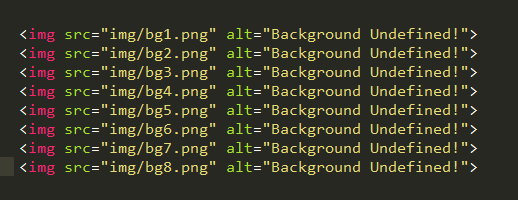 <img src="img/bg1.png" alt="Background Undefined!">
<img src="img/bg2.png" alt="Background Undefined!">
<img src="img/bg3.png" alt="Background Undefined!">
<img src="img/bg4.png" alt="Background Undefined!">
<img src="img/bg5.png" alt="Background Undefined!">
<img src="img/bg6.png" alt="Background Undefined!">
<img src="img/bg7.png" alt="Background Undefined!">
<img src="img/bg8.png" alt="Background Undefined!">